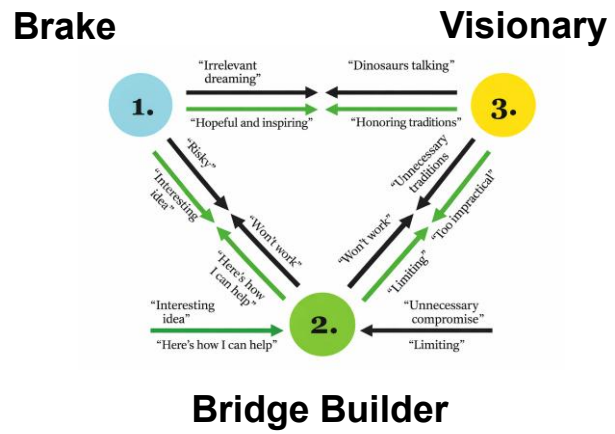 Brake
Visionary
“Irrelevant
dreaming”
“Dinosaurs talking”
1.
3.
“Hopeful and inspiring”
“Honoring traditions”
“Risky”
“Interesting
idea”
“Unnecessary
traditions
“Too impractical”
“Won’t work”
“Here’s how
I can help”
“Won’t work”
“Limiting”
“Interesting
idea”
“Here’s how I can help”
2.
“Unnecessary
compromise”
“Limiting”
Bridge Builder